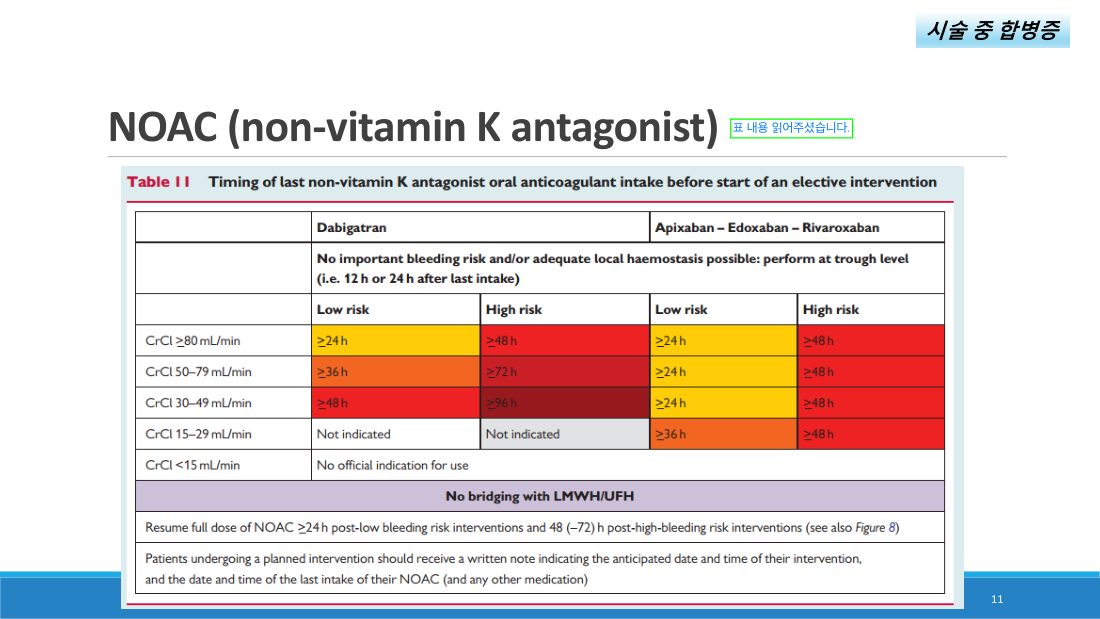 시술 중 합병증
NOAC (non-vitamin K antagonist)
표 내용 읽어주셨습니다.
Table 11 Timing of last non-vitamin K antagonist oral anticoagulant intake before start of an elective intervention
Dabigatran Apixaban – Edoxaban – Rivaroxaban
No important bleeding risk and/or adequate local haemostasis possible: perform at trough level
(i.e. 12 h or 24 h after last intake)
Low risk High risk Low risk High risk
CrCl ≥80 mL/min ≥24 h ≥48 h ≥24 h ≥48 h
CrCl 50–79 mL/min ≥36 h ≥72 h ≥24 h ≥48 h
CrCl 30–49 mL/min ≥48 h ≥96 h ≥24 h ≥48 h
CrCl 15–29 mL/min Not indicated Not indicated ≥36 h ≥48 h
CrCl <15 mL/min No official indication for use
No bridging with LMWH/UFH
Resume full dose of NOAC ≥24 h post-low bleeding risk interventions and 48 (–72) h post-high-bleeding risk interventions (see also Figure 8)
Patients undergoing a planned intervention should receive a written note indicating the anticipated date and time of their intervention,
and the date and time of the last intake of their NOAC (and any other medication)
11